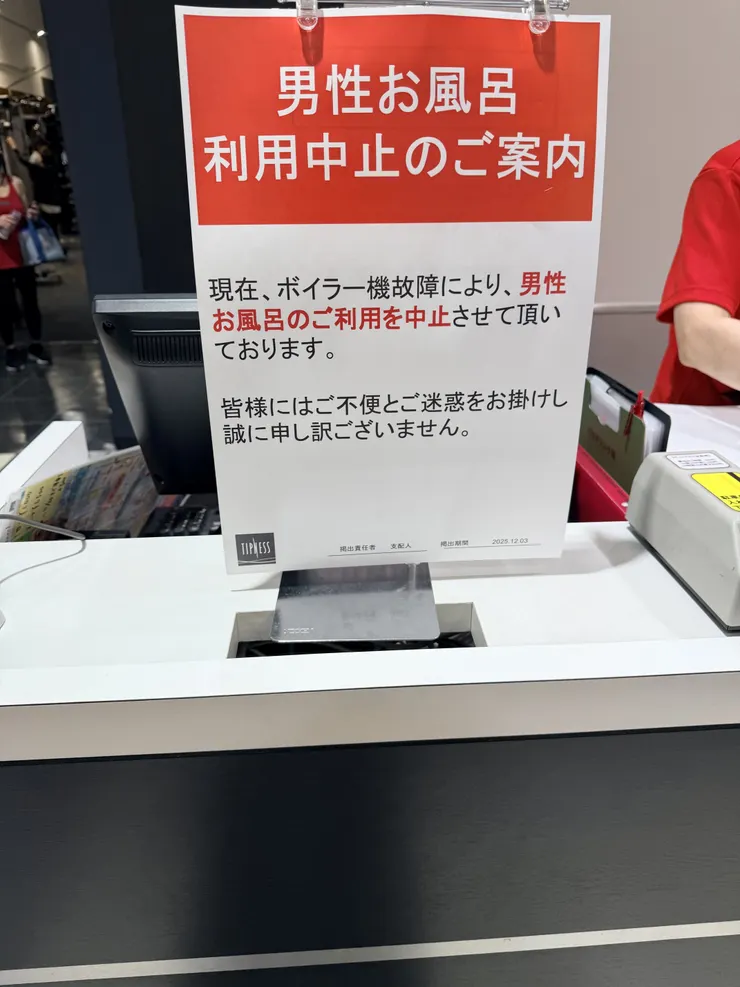 男性お風呂
利用中止のご案内
現在、ボイラー機故障により、男性
お風呂のご利用を中止させて頂い
ております。
皆様にはご不便とご迷惑をお掛けし
誠に申し訳ございません。
TIPNESS
掲出責任者 支配人 掲出期間 2025.12.03